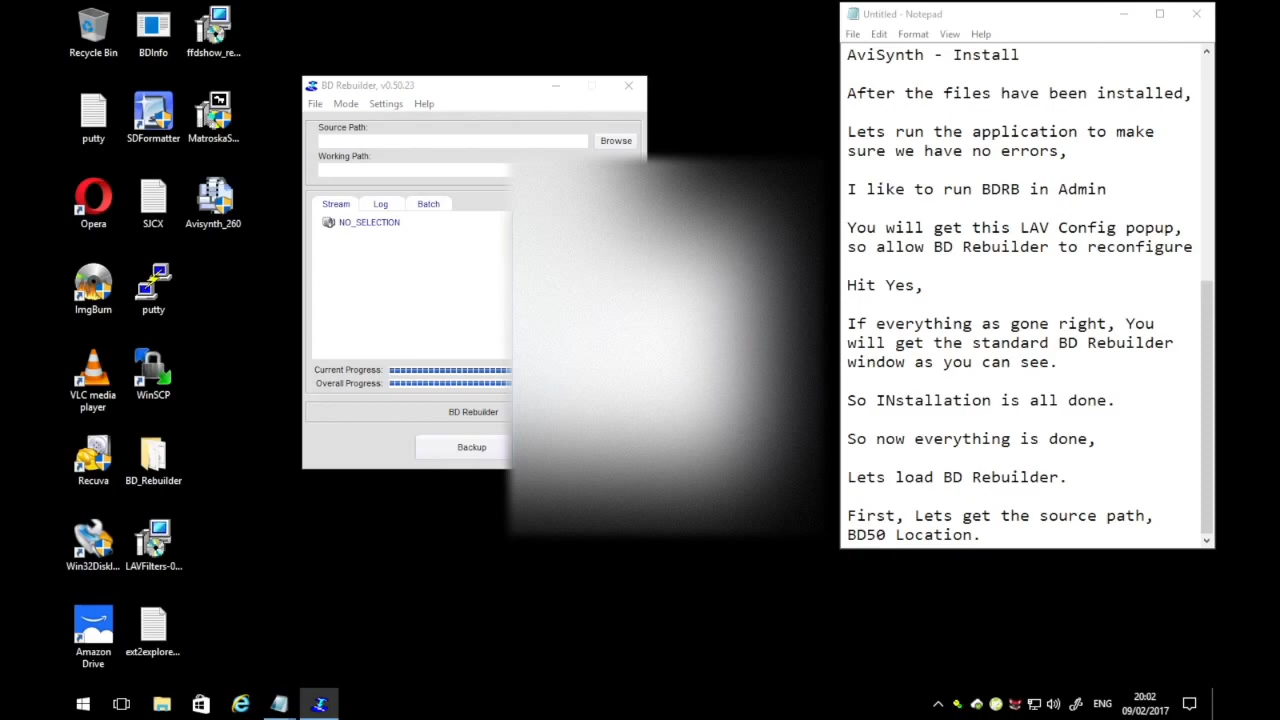 Recycle Bin
BDInfo
ffdshow_re...
putty
SDFormatter
MatroskaS...
Opera
SJCX
Avisynth_260
ImgBurn
putty
VLC media
player
WinSCP
Recuva
BD_Rebuilder
Win32DiskI...
LAVFilters-0...
Amazon
Drive
ext2explore...
BD Rebuilder, v0.50.23
File Mode Settings Help
Source Path:
Browse
Working Path:
Stream Log Batch
NO_SELECTION
Current Progress:
Overall Progress:
BD Rebuilder
Backup
Untitled - Notepad
File Edit Format View Help
AviSynth - Install
After the files have been installed,
Lets run the application to make
sure we have no errors,
I like to run BDRB in Admin
You will get this LAV Config popup,
so allow BD Rebuilder to reconfigure
Hit Yes,
If everything as gone right, You
will get the standard BD Rebuilder
window as you can see.
So INstallation is all done.
So now everything is done,
Lets load BD Rebuilder.
First, Lets get the source path,
BD50 Location.
ENG
20:02
09/02/2017